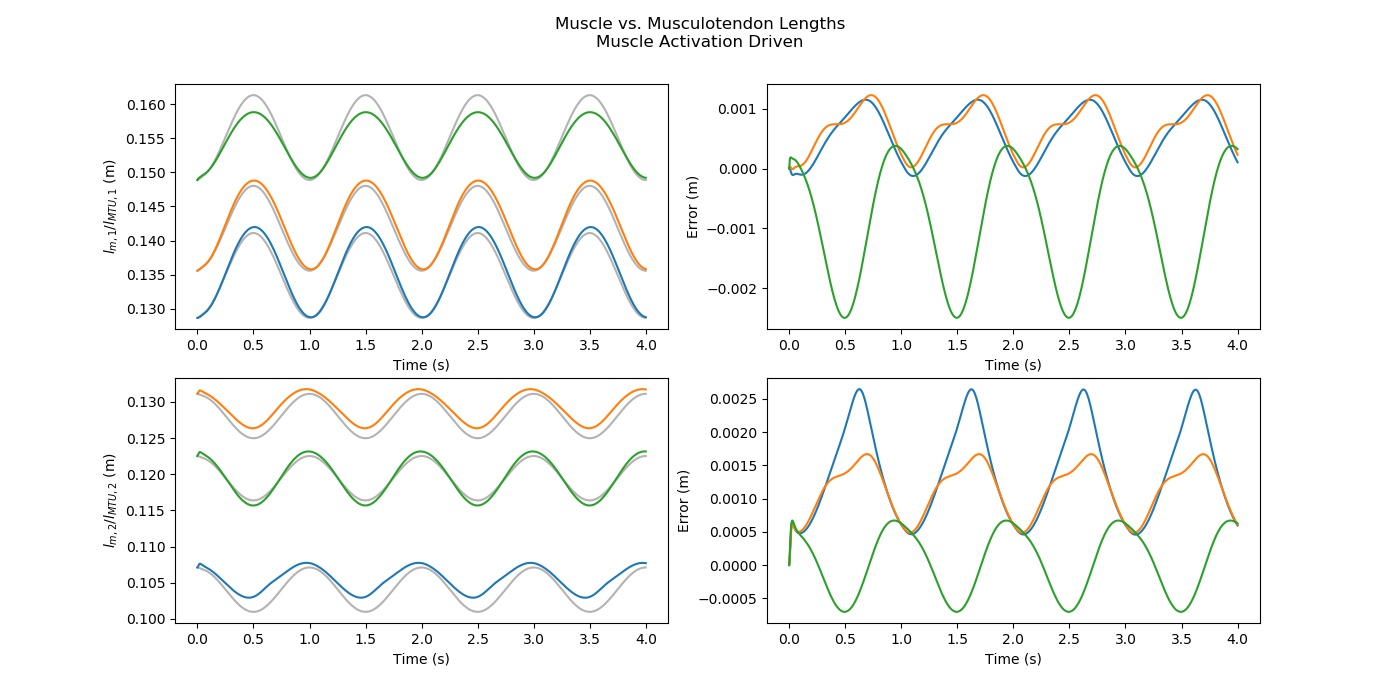 Muscle vs. Musculotendon Lengths
Muscle Activation Driven
l_{m,1}/l_{MTU,1} (m)
0.160
0.155
0.150
0.145
0.140
0.135
0.130
0.0 0.5 1.0 1.5 2.0 2.5 3.0 3.5 4.0
Time (s)
Error (m)
0.001
0.000
−0.001
−0.002
0.0 0.5 1.0 1.5 2.0 2.5 3.0 3.5 4.0
Time (s)
l_{m,2}/l_{MTU,2} (m)
0.130
0.125
0.120
0.115
0.110
0.105
0.100
0.0 0.5 1.0 1.5 2.0 2.5 3.0 3.5 4.0
Time (s)
Error (m)
0.0025
0.0020
0.0015
0.0010
0.0005
0.0000
−0.0005
0.0 0.5 1.0 1.5 2.0 2.5 3.0 3.5 4.0
Time (s)